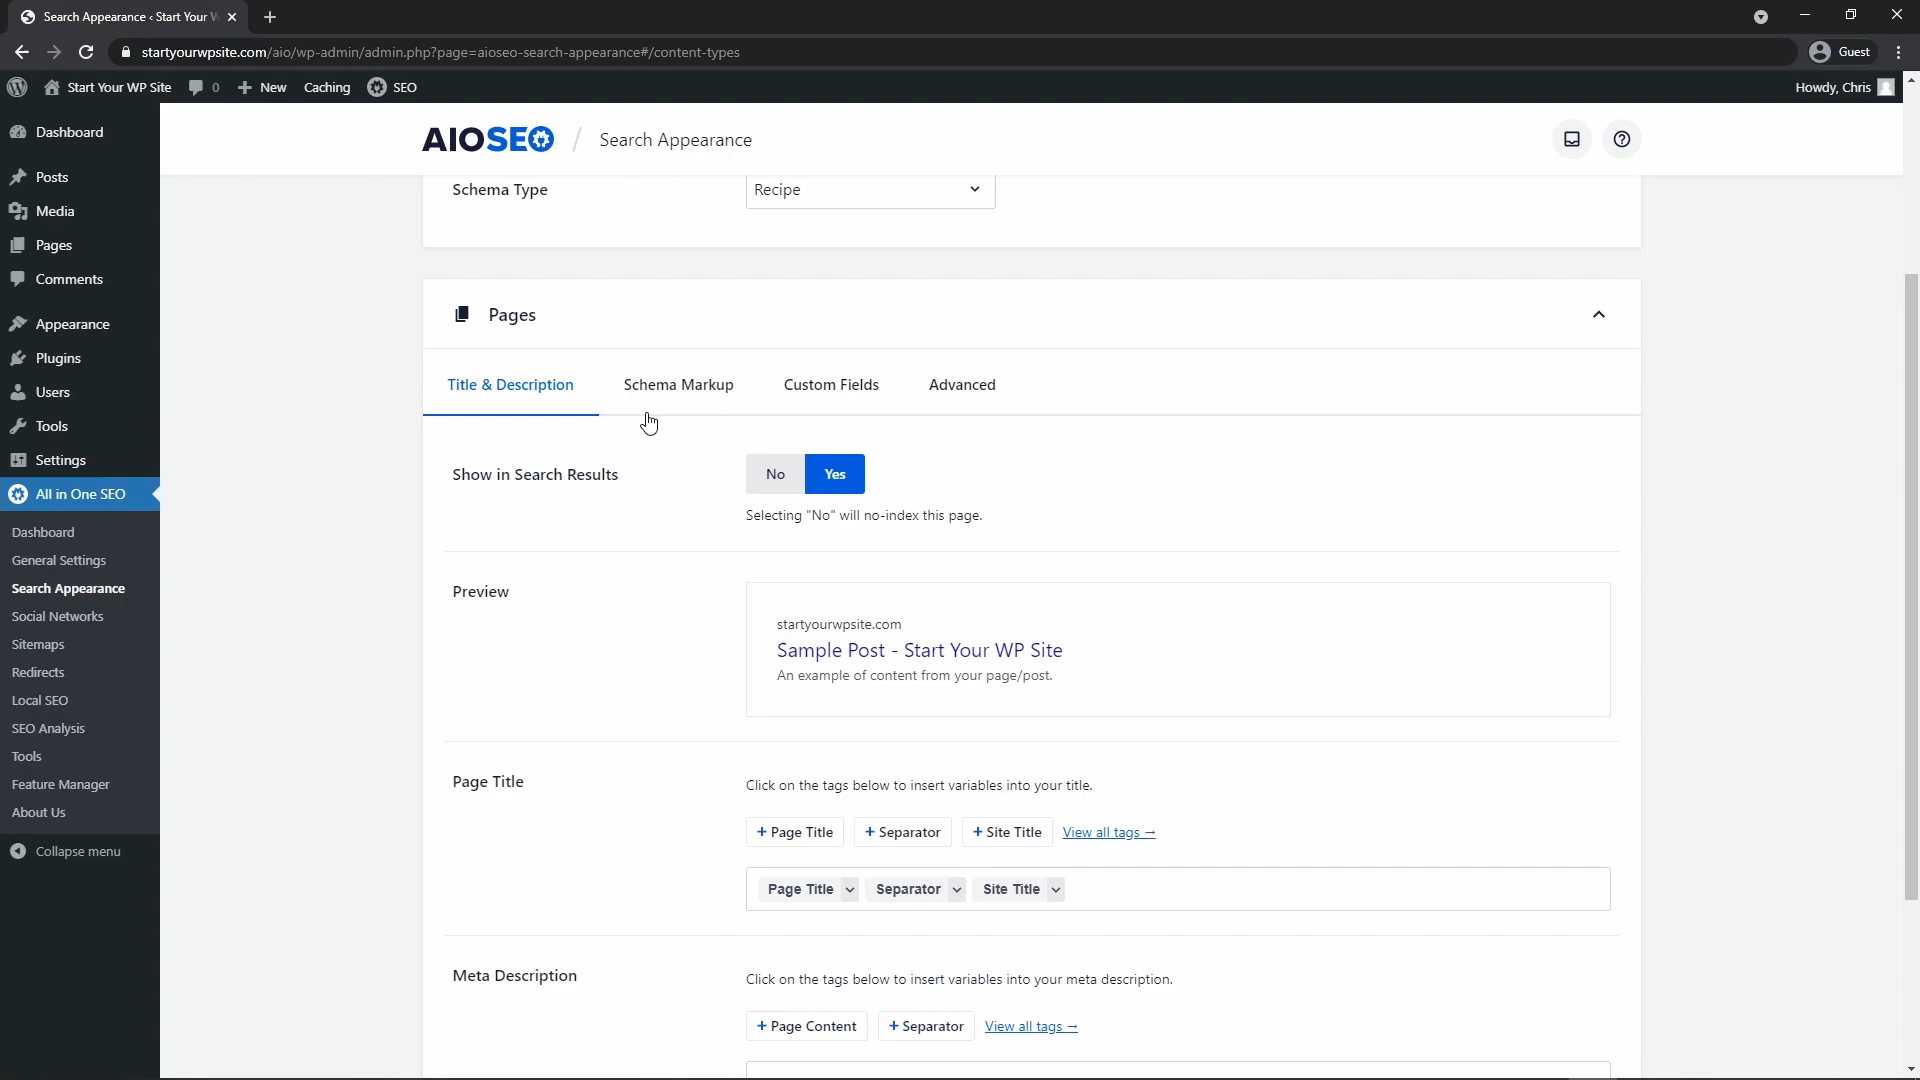 Search Appearance ‹ Start Your W
startyourwpsite.com/aio/wp-admin/admin.php?page=aioseo-search-appearance#/content-types
Guest
Start Your WP Site
0
New
Caching
SEO
Howdy, Chris
Dashboard
Posts
Media
Pages
Comments
Appearance
Plugins
Users
Tools
Settings
All in One SEO
Dashboard
General Settings
Search Appearance
Social Networks
Sitemaps
Redirects
Local SEO
SEO Analysis
Tools
Feature Manager
About Us
Collapse menu
AIOSEO / Search Appearance
Schema Type
Recipe
Pages
Title & Description
Schema Markup
Custom Fields
Advanced
Show in Search Results
No
Yes
Selecting "No" will no-index this page.
Preview
startyourwpsite.com
Sample Post - Start Your WP Site
An example of content from your page/post.
Page Title
Click on the tags below to insert variables into your title.
+ Page Title
+ Separator
+ Site Title
View all tags →
Page Title
Separator
Site Title
Meta Description
Click on the tags below to insert variables into your meta description.
+ Page Content
+ Separator
View all tags →